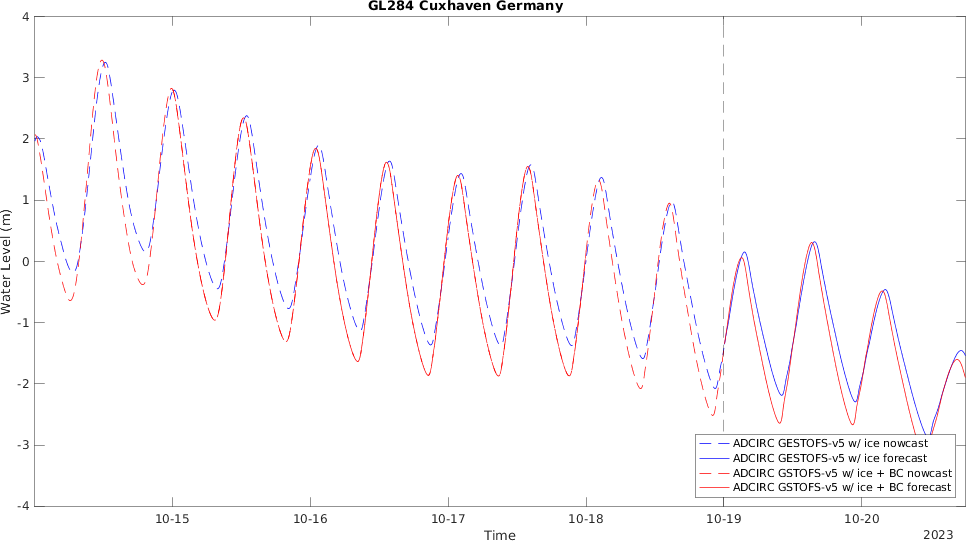 GL284 Cuxhaven Germany
4
3
2
1
0
-1
-2
-3
-4
Water Level (m)
10-15 10-16 10-17 10-18 10-19 10-20
Time
2023
ADCIRC GESTOFS-v5 w/ ice nowcast
ADCIRC GESTOFS-v5 w/ ice forecast
ADCIRC GSTOFS-v5 w/ ice + BC nowcast
ADCIRC GSTOFS-v5 w/ ice + BC forecast